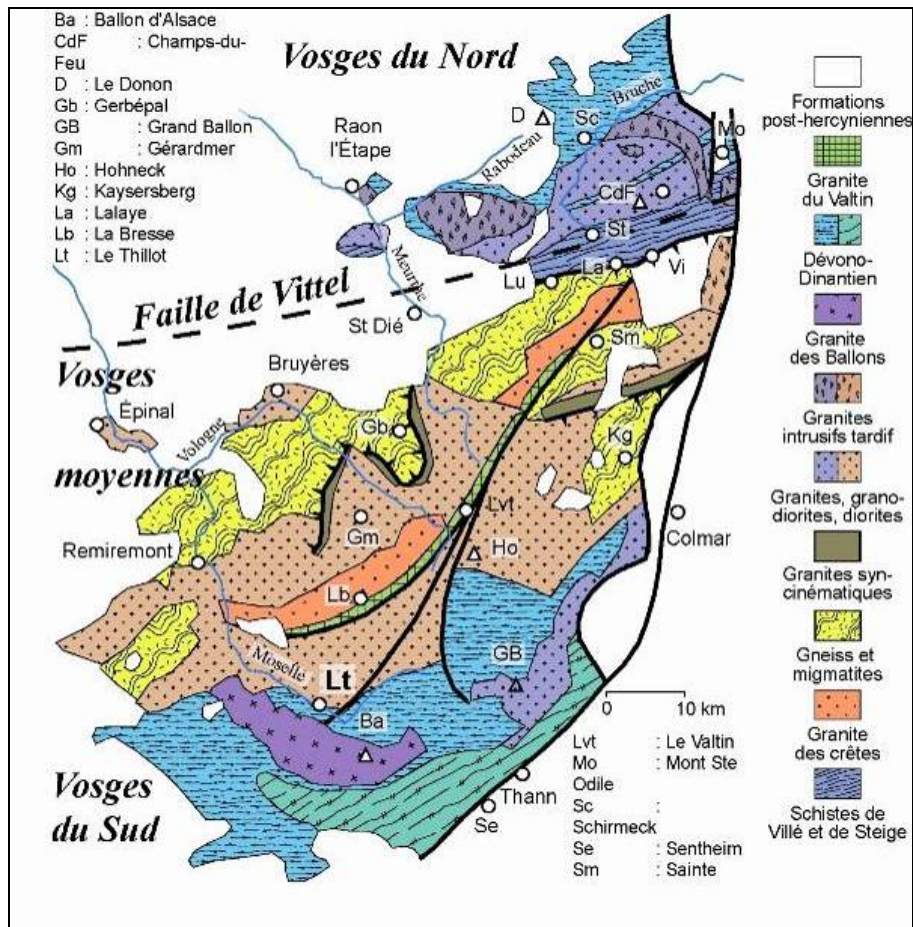 Ba : Ballon d'Alsace
CdF : Champs-du-
Feu
D : Le Donon
Gb : Gerbépal
GB : Grand Ballon
Gm : Gérardmer
Ho : Hohneck
Kg : Kaysersberg
La : Lalaye
Lb : La Bresse
Lt : Le Thillot
Vosges du Nord
Bruche
D
Sc
Mo
Raon
l'Étape
Rabodeau
CdF
St
Meurthe
Lu
La
Vi
Faille de Vittel
St Dié
Sm
Vosges
Bruyères
Épinal
Gb
Kg
Vologne
moyennes
Lvt
Gm
Ho
Colmar
Remiremont
Lb
Moselle
GB
Lt
Ba
0 10 km
Vosges
du Sud
Thann
Se
Lvt : Le Valtin
Mo : Mont Ste
Odile
Sc :
Schirmeck
Se : Sentheim
Sm : Sainte
Formations
post-hercyniennes
Granite
du Valtin
Dévono-
Dinantien
Granite
des Ballons
Granites
intrusifs tardif
Granites, grano-
diorites, diorites
Granites syn-
cinématiques
Gneiss et
migmatites
Granite
des crêtes
Schistes de
Villé et de Steige